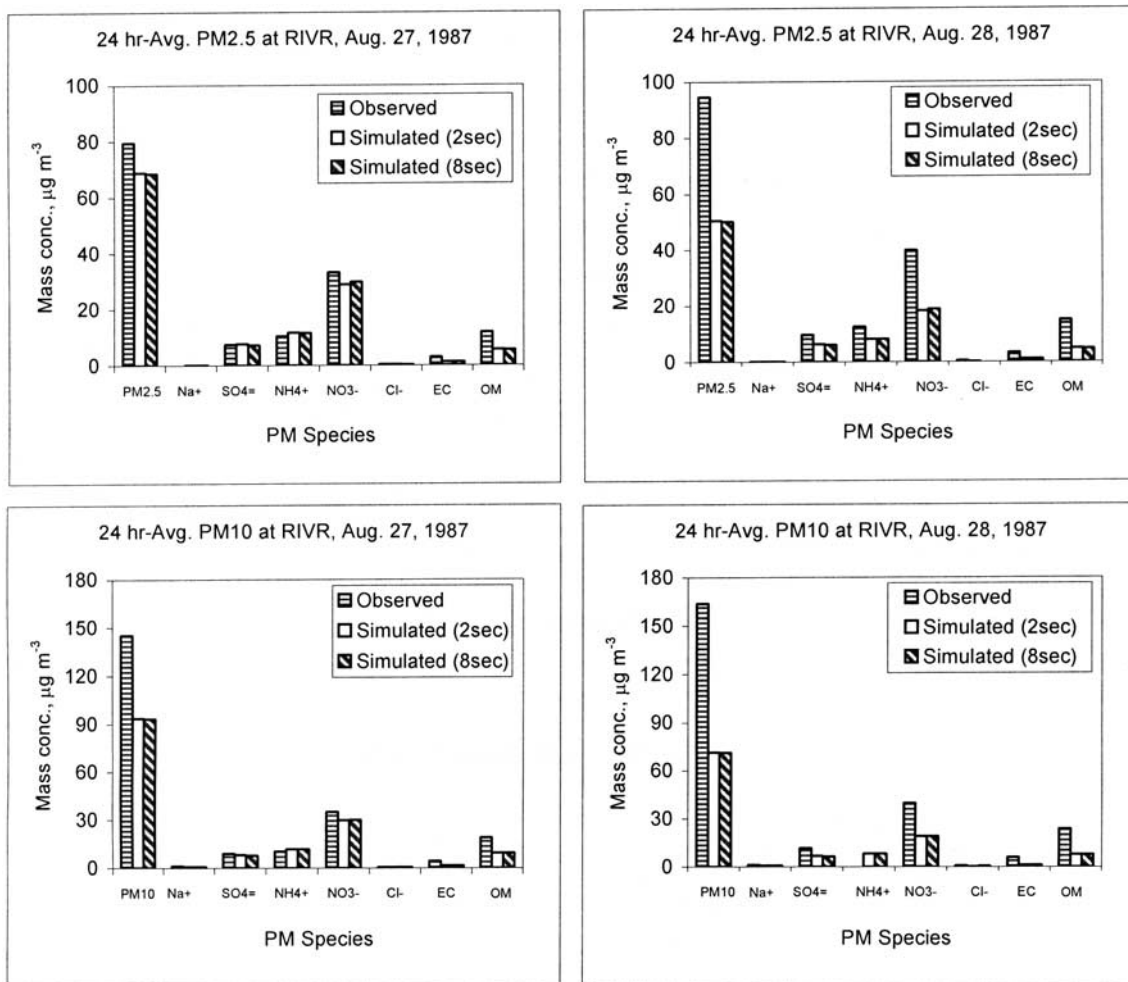 24 hr-Avg. PM2.5 at RIVR, Aug. 27, 1987
100
80
60
40
20
0
Mass conc., μg m-3
Observed
Simulated (2sec)
Simulated (8sec)
PM2.5 Na+ SO4= NH4+ NO3- Cl- EC OM
PM Species
24 hr-Avg. PM2.5 at RIVR, Aug. 28, 1987
100
80
60
40
20
0
Mass conc., μg m-3
Observed
Simulated (2sec)
Simulated (8sec)
PM2.5 Na+ SO4= NH4+ NO3- Cl- EC OM
PM Species
24 hr-Avg. PM10 at RIVR, Aug. 27, 1987
180
150
120
90
60
30
0
Mass conc., μg m-3
Observed
Simulated (2sec)
Simulated (8sec)
PM10 Na+ SO4= NH4+ NO3- Cl- EC OM
PM Species
24 hr-Avg. PM10 at RIVR, Aug. 28, 1987
180
150
120
90
60
30
0
Mass conc., μg m-3
Observed
Simulated (2sec)
Simulated (8sec)
PM10 Na+ SO4= NH4+ NO3- Cl- EC OM
PM Species